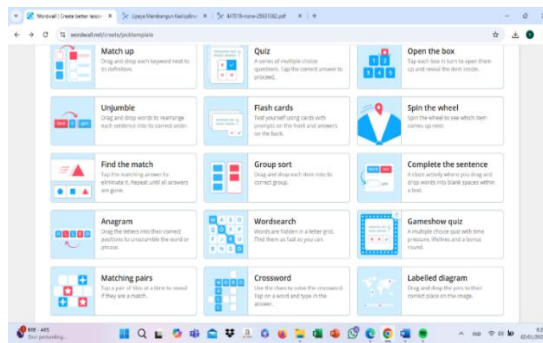 Wordwall | Create better lesson
Upaya Membangun Kedisiplin
447019-none-25931082.pdf
wordwall.net/create/picktemplate
Match up
Drag and drop each keyword next to its definition.
Quiz
A series of multiple choice questions. Tap the correct answer to proceed.
Open the box
Tap each box in turn to open them up and reveal the item inside.
Unjumble
Drag and drop words to rearrange each sentence into its correct order.
Flash cards
Test yourself using cards with prompts on the front and answers on the back.
Spin the wheel
Spin the wheel to see which item comes up next.
Find the match
Tap the matching answer to eliminate it. Repeat until all answers are gone.
Group sort
Drag and drop each item into its correct group.
Complete the sentence
A cloze activity where you drag and drop words into blank spaces within a text.
Anagram
Drag the letters into their correct positions to unscramble the word or phrase.
Wordsearch
Words are hidden in a letter grid. Find them as fast as you can.
Gameshow quiz
A multiple choice quiz with time pressure, lifelines and a bonus round.
Matching pairs
Tap a pair of tiles at a time to reveal if they are a match.
Crossword
Use the clues to solve the crossword. Tap on a word and type in the answer.
Labelled diagram
Drag and drop the pins to their correct place on the image.